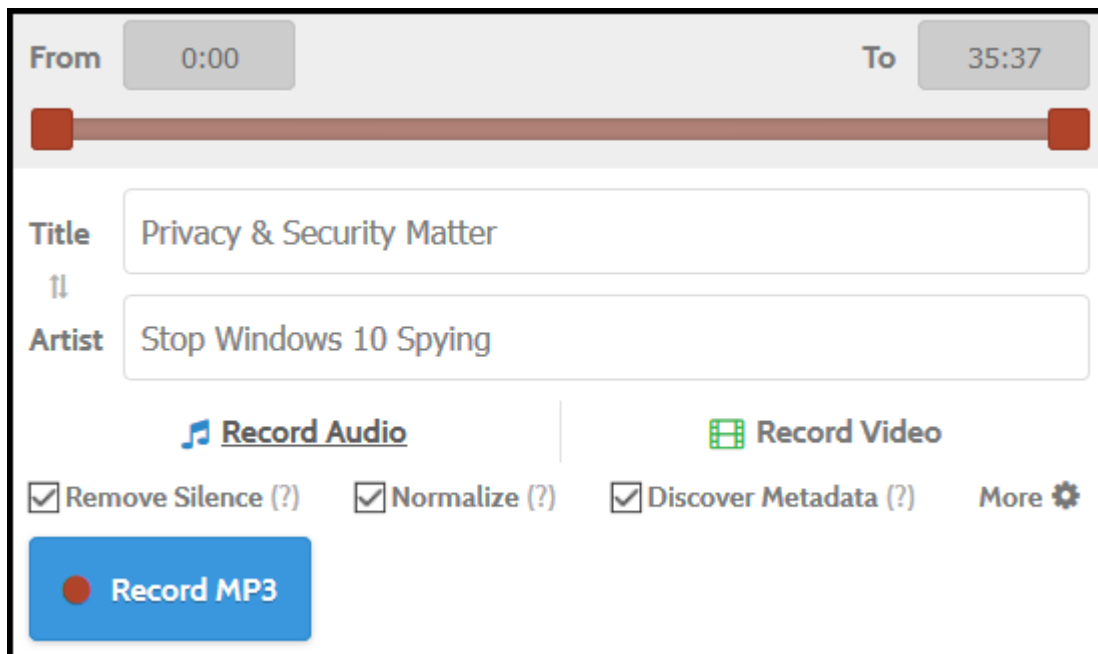 From 0:00 To 35:37
Title Privacy & Security Matter
Artist Stop Windows 10 Spying
Record Audio Record Video
Remove Silence (?) Normalize (?) Discover Metadata (?) More
Record MP3